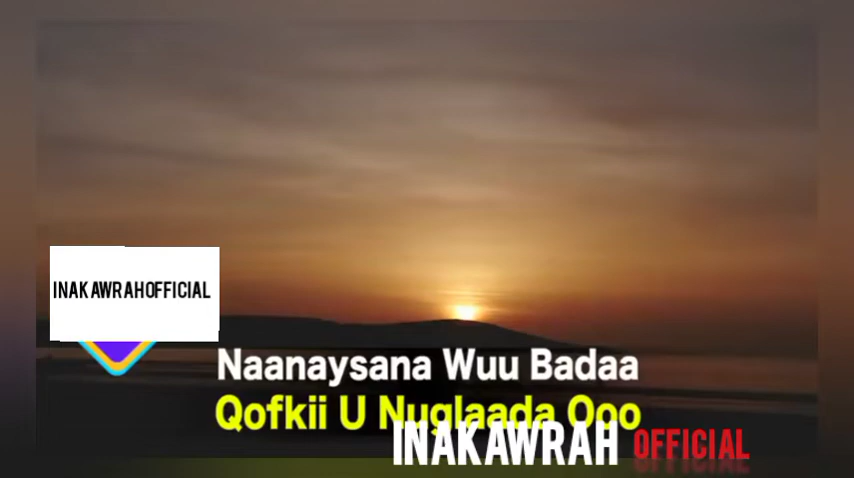 INAKAWRAHOFFICIAL
Naanaysana Wuu Badaa
Qofkii U Nuglaada Ooo
INAKAWRAH OFFICIAL